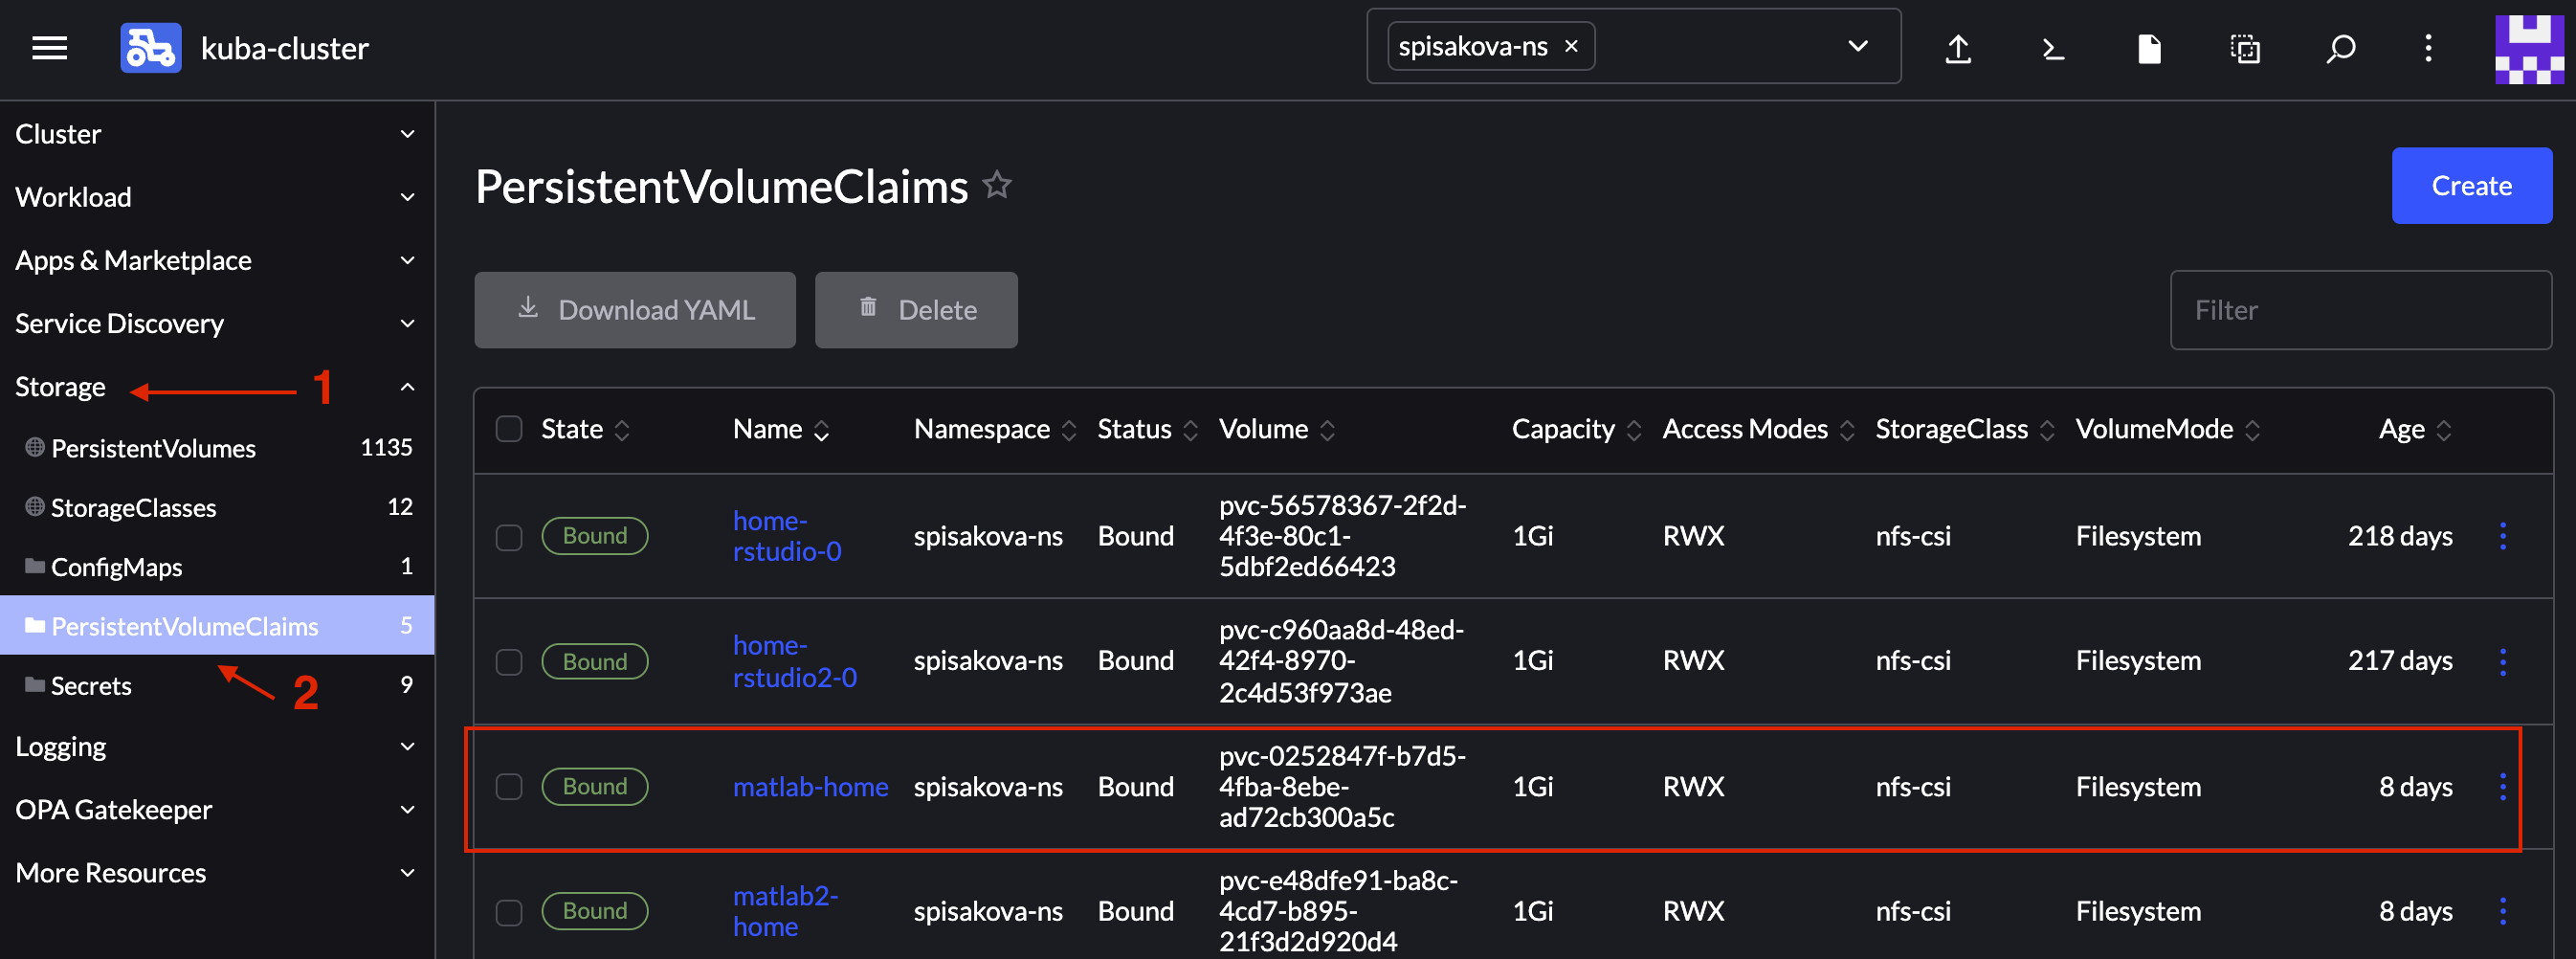 kuba-cluster
spisakova-ns ×
Cluster
Workload
Apps & Marketplace
Service Discovery
Storage
1
PersistentVolumes 1135
StorageClasses 12
ConfigMaps 1
PersistentVolumeClaims 5
2
Secrets 9
Logging
OPA Gatekeeper
More Resources
PersistentVolumeClaims
Create
Download YAML
Delete
Filter
State Name Namespace Status Volume Capacity Access Modes StorageClass VolumeMode Age
Bound
home-
rstudio-0
spisakova-ns
Bound
pvc-56578367-2f2d-
4f3e-80c1-
5dbf2ed66423
1Gi
RWX
nfs-csi
Filesystem
218 days
Bound
home-
rstudio2-0
spisakova-ns
Bound
pvc-c960aa8d-48ed-
42f4-8970-
2c4d53f973ae
1Gi
RWX
nfs-csi
Filesystem
217 days
Bound
matlab-home
spisakova-ns
Bound
pvc-0252847f-b7d5-
4fba-8ebe-
ad72cb300a5c
1Gi
RWX
nfs-csi
Filesystem
8 days
Bound
matlab2-
home
spisakova-ns
Bound
pvc-e48dfe91-ba8c-
4cd7-b895-
21f3d2d920d4
1Gi
RWX
nfs-csi
Filesystem
8 days